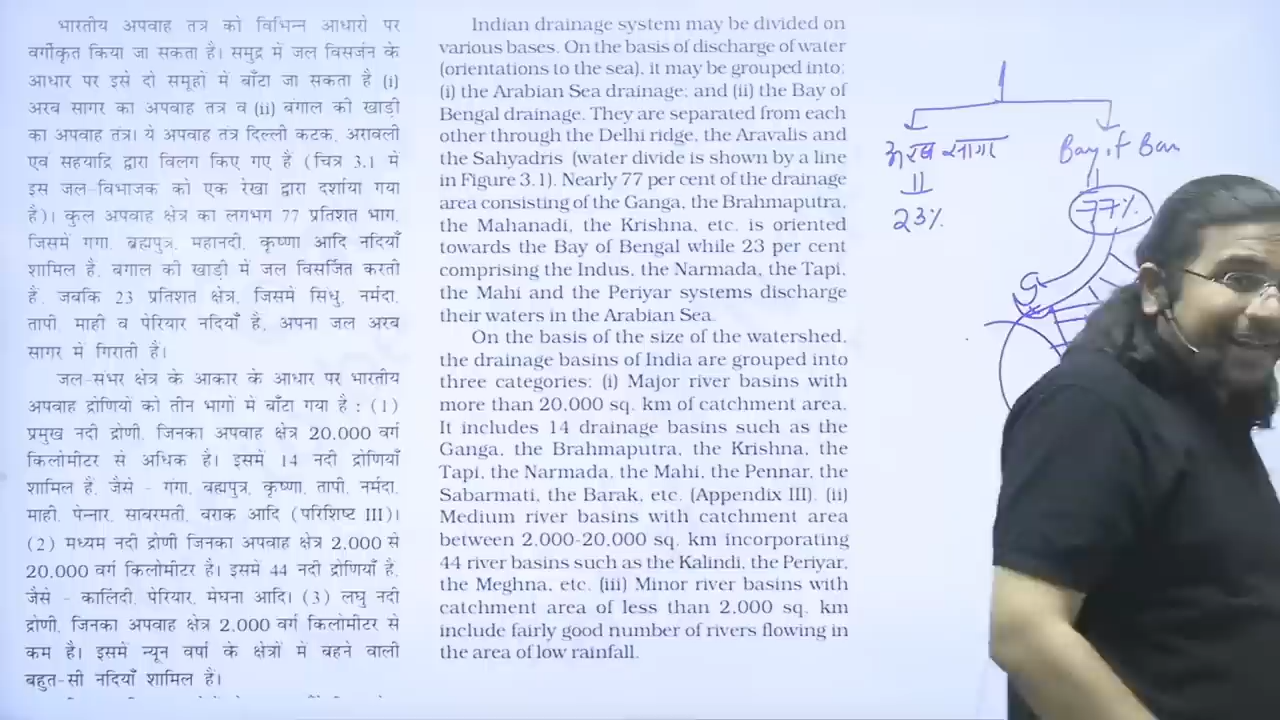 भारतीय अपवाह तंत्र को विभिन्न आधारों पर
वर्गीकृत किया जा सकता है। समुद्र में जल विसर्जन के
आधार पर इसे दो समूहों में बाँटा जा सकता है (i)
अरब सागर का अपवाह तंत्र व (ii) बंगाल की खाड़ी
का अपवाह तंत्र। ये अपवाह तंत्र दिल्ली कटक, अरावली
एवं सहयाद्रि द्वारा विलग किए गए हैं (चित्र 3.1 में
इस जल-विभाजक को एक रेखा द्वारा दर्शाया गया
है)। कुल अपवाह क्षेत्र का लगभग 77 प्रतिशत भाग,
जिसमें गंगा, ब्रह्मपुत्र, महानदी, कृष्णा आदि नदियाँ
शामिल हैं, बंगाल की खाड़ी में जल विसर्जित करती
हैं, जबकि 23 प्रतिशत क्षेत्र, जिसमें सिंधु, नर्मदा,
तापी, माही व पेरियार नदियाँ हैं, अपना जल अरब
सागर में गिराती हैं।
जल-संभर क्षेत्र के आकार के आधार पर भारतीय
अपवाह द्रोणियों को तीन भागों में बाँटा गया है : (1)
प्रमुख नदी द्रोणी, जिनका अपवाह क्षेत्र 20,000 वर्ग
किलोमीटर से अधिक है। इसमें 14 नदी द्रोणियाँ
शामिल हैं, जैसे - गंगा, बह्मपुत्र, कृष्णा, तापी, नर्मदा,
माही, पेन्नार, साबरमती, बराक आदि (परिशिष्ट III)।
(2) मध्यम नदी द्रोणी जिनका अपवाह क्षेत्र 2,000 से
20,000 वर्ग किलोमीटर है। इसमें 44 नदी द्रोणियाँ हैं,
जैसे - कालिंदी, पेरियार, मेघना आदि। (3) लघु नदी
द्रोणी, जिनका अपवाह क्षेत्र 2,000 वर्ग किलोमीटर से
कम है। इसमें न्यून वर्षा के क्षेत्रों में बहने वाली
बहुत-सी नदियाँ शामिल हैं।
Indian drainage system may be divided on
various bases. On the basis of discharge of water
(orientations to the sea), it may be grouped into:
(i) the Arabian Sea drainage; and (ii) the Bay of
Bengal drainage. They are separated from each
other through the Delhi ridge, the Aravalis and
the Sahyadris (water divide is shown by a line
in Figure 3.1). Nearly 77 per cent of the drainage
area consisting of the Ganga, the Brahmaputra,
the Mahanadi, the Krishna, etc. is oriented
towards the Bay of Bengal while 23 per cent
comprising the Indus, the Narmada, the Tapi,
the Mahi and the Periyar systems discharge
their waters in the Arabian Sea.
On the basis of the size of the watershed,
the drainage basins of India are grouped into
three categories: (i) Major river basins with
more than 20,000 sq. km of catchment area.
It includes 14 drainage basins such as the
Ganga, the Brahmaputra, the Krishna, the
Tapi, the Narmada, the Mahi, the Pennar, the
Sabarmati, the Barak, etc. (Appendix III). (ii)
Medium river basins with catchment area
between 2,000-20,000 sq. km incorporating
44 river basins such as the Kalindi, the Periyar,
the Meghna, etc. (iii) Minor river basins with
catchment area of less than 2,000 sq. km
include fairly good number of rivers flowing in
the area of low rainfall.
अरब सागर
23%
Bay of Ban
77%